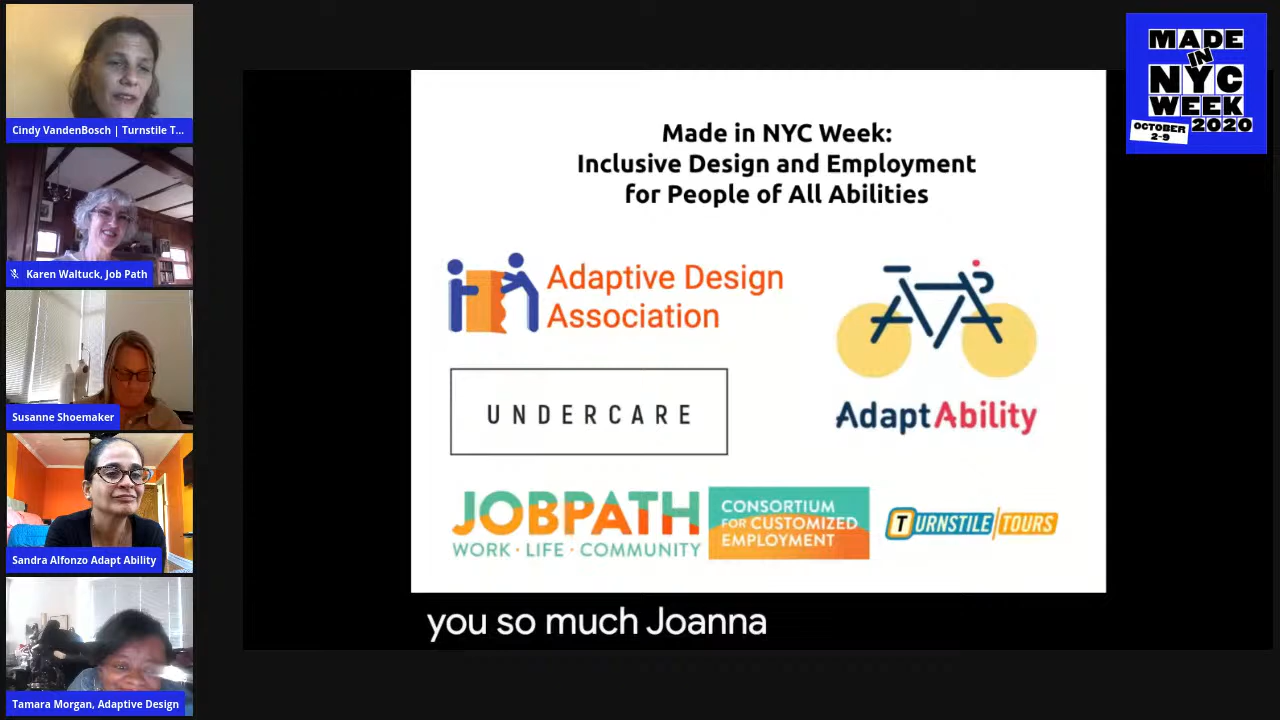 Cindy VandenBosch | Turnstile T...
Karen Waltuck, Job Path
Susanne Shoemaker
Sandra Alfonzo Adapt Ability
Tamara Morgan, Adaptive Design
Made in NYC Week:
Inclusive Design and Employment
for People of All Abilities
Adaptive Design
Association
AdaptAbility
UNDERCARE
JOBPATH
WORK · LIFE · COMMUNITY
CONSORTIUM
FOR CUSTOMIZED
EMPLOYMENT
TURNSTILE TOURS
you so much Joanna
MADE
IN
NYC
WEEK
2020
OCTOBER
2-9